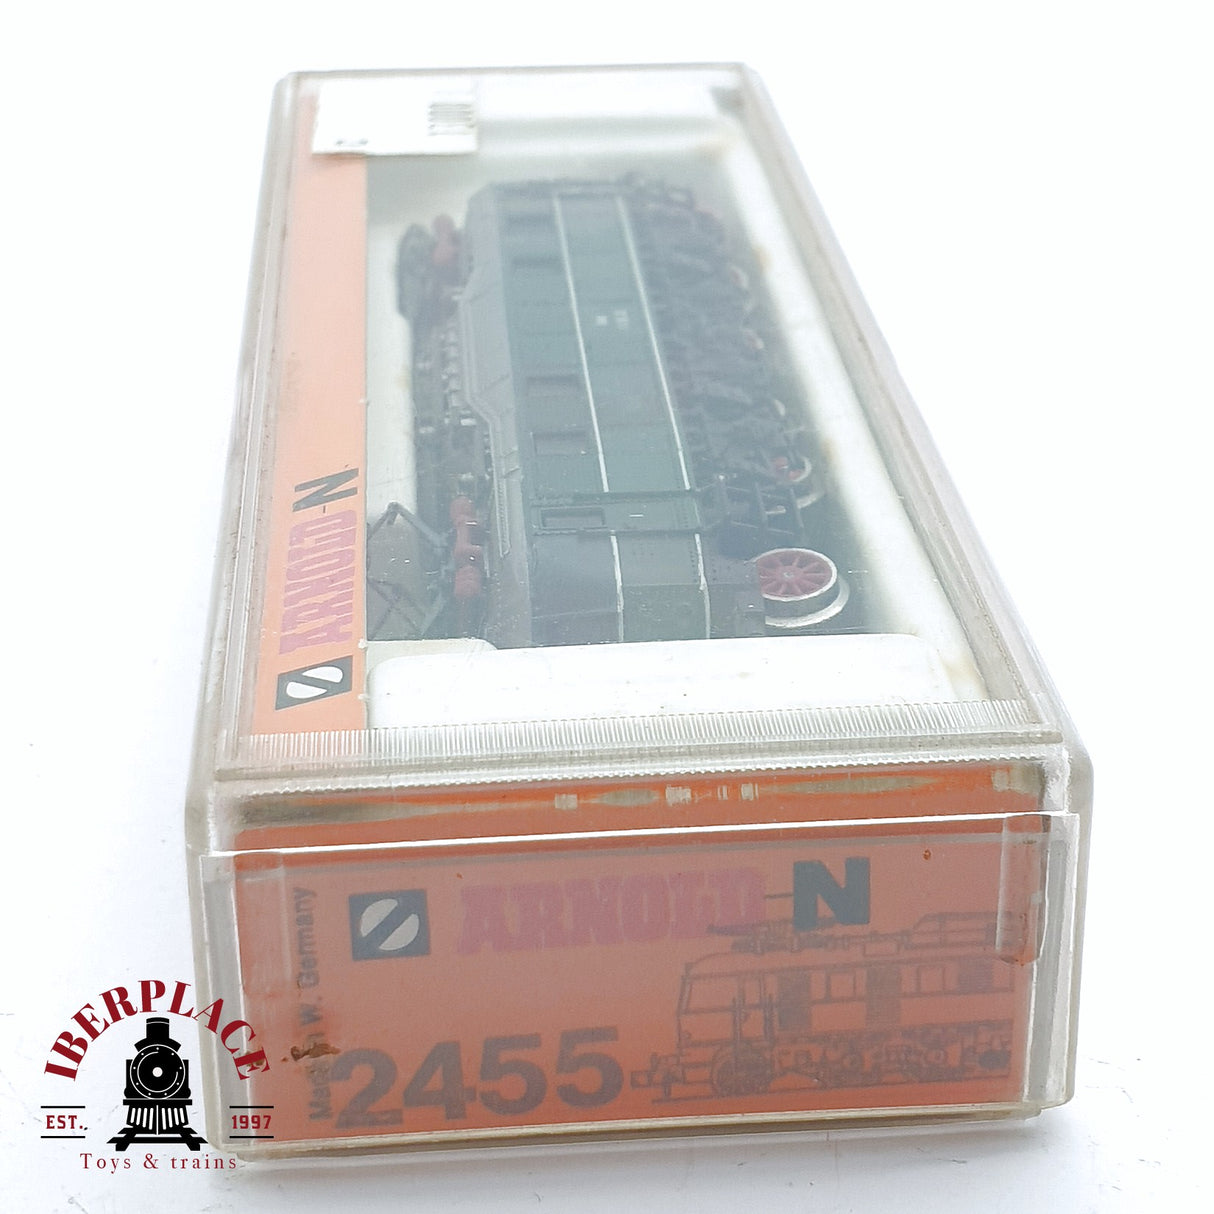 ARNOLD-N
ARNOLD N
Made in W. Germany
2455
IBERPLACE
EST.. 1997
Toys & trains